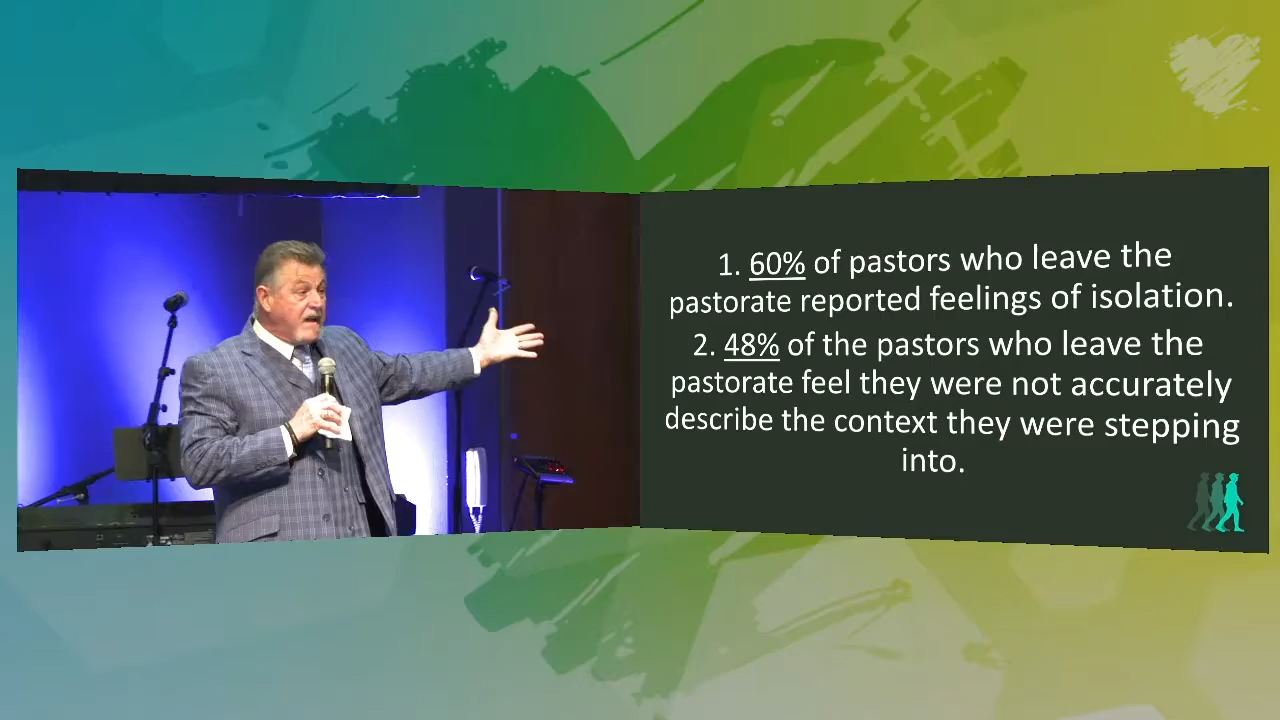 1. 60% of pastors who leave the
pastorate reported feelings of isolation.
2. 48% of the pastors who leave the
pastorate feel they were not accurately
describe the context they were stepping
into.